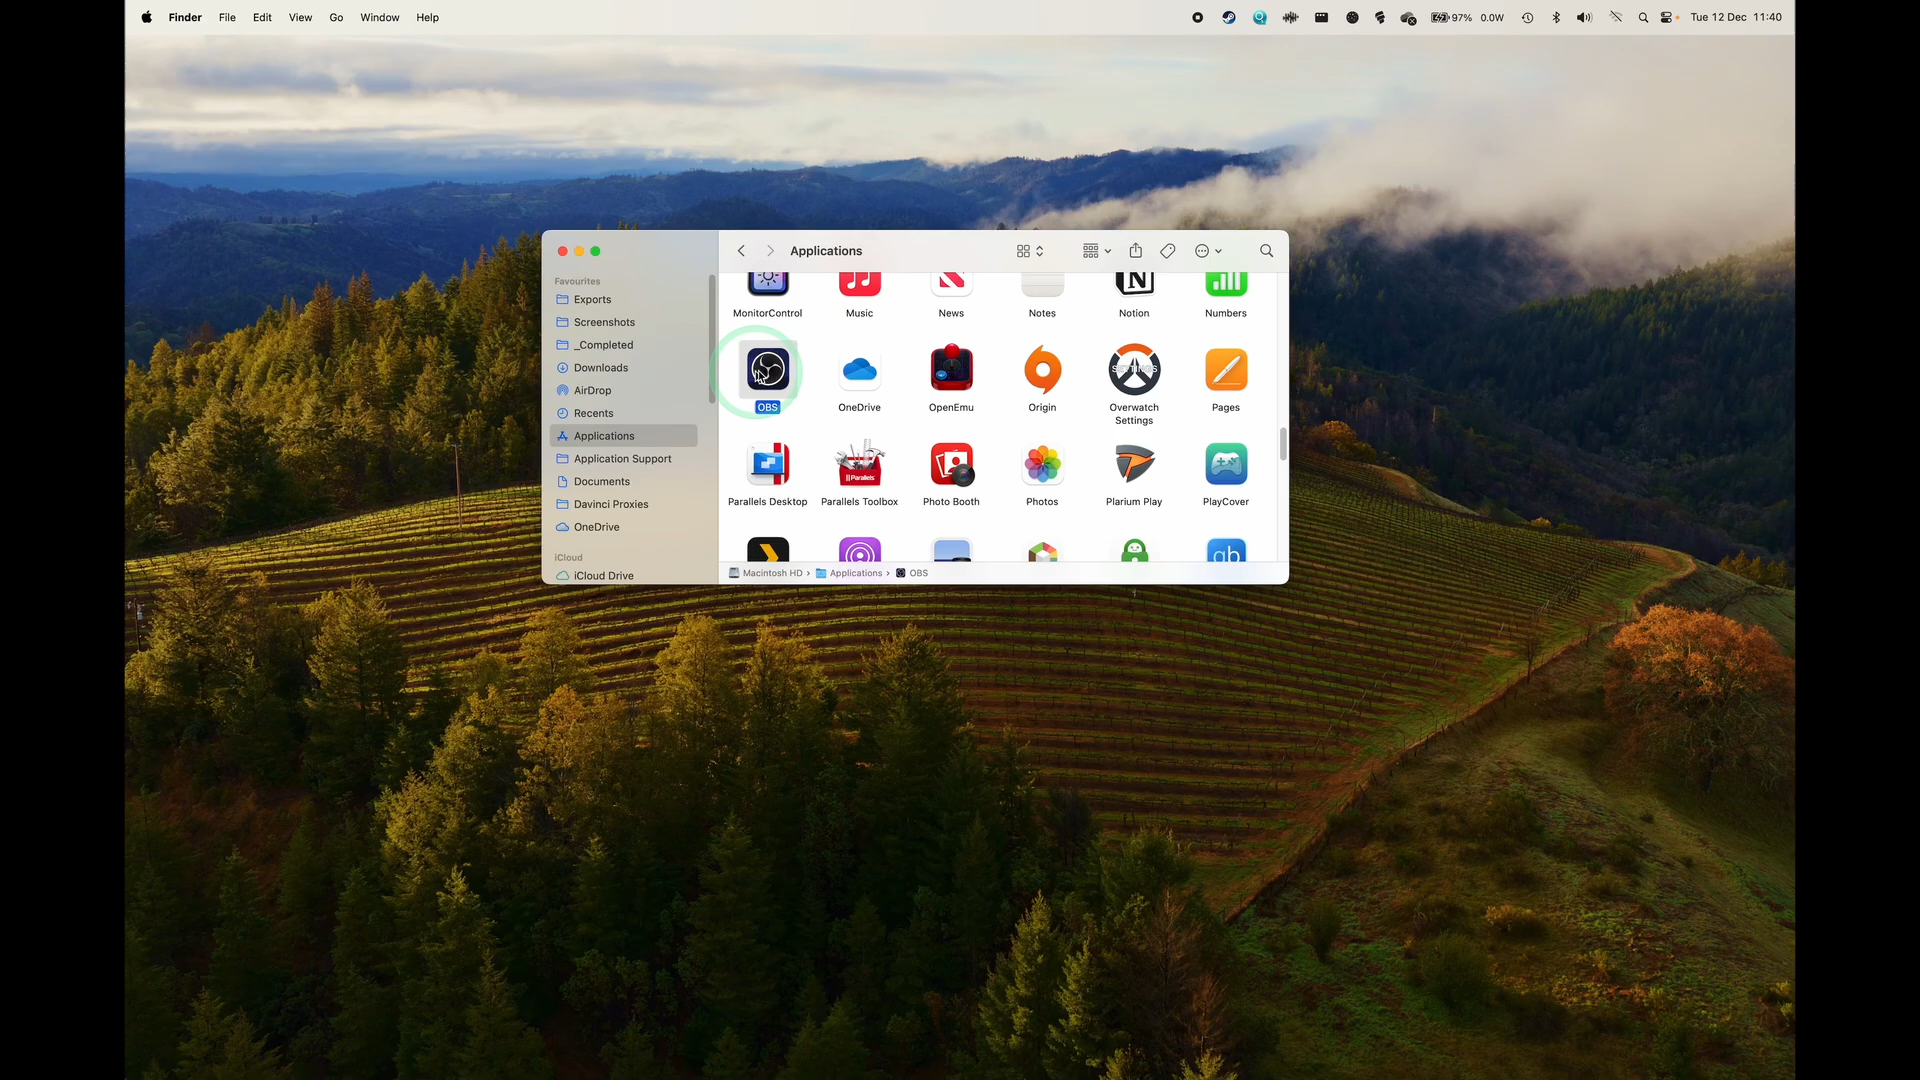 Finder File Edit View Go Window Help
97% 0.0W Tue 12 Dec 11:40
Applications
Favourites
Exports
Screenshots
_Completed
Downloads
AirDrop
Recents
Applications
Application Support
Documents
Davinci Proxies
OneDrive
iCloud
iCloud Drive
MonitorControl Music News Notes Notion Numbers
SETTINGS
OBS OneDrive OpenEmu Origin Overwatch Settings Pages
Parallels
Parallels Desktop Parallels Toolbox Photo Booth Photos Plarium Play PlayCover
qb
Macintosh HD › Applications › OBS